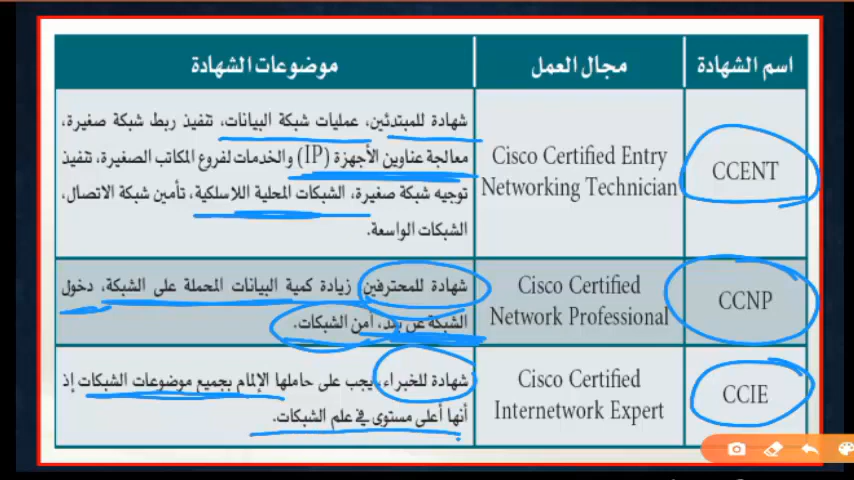 اسم الشهادة
مجال العمل
موضوعات الشهادة
CCENT
Cisco Certified Entry
Networking Technician
شهادة للمبتدئين، عمليات شبكة البيانات، تنفيذ ربط شبكة صغيرة،
معالجة عناوين الأجهزة (IP) والخدمات لفروع المكاتب الصغيرة، تنفيذ
توجيه شبكة صغيرة، الشبكات المحلية اللاسلكية، تأمين شبكة الاتصال،
الشبكات الواسعة.
CCNP
Cisco Certified
Network Professional
شهادة للمحترفين زيادة كمية البيانات المحملة على الشبكة، دخول
الشبكة عن بعد، أمن الشبكات.
CCIE
Cisco Certified
Internetwork Expert
شهادة للخبراء، يجب على حاملها الإلمام بجميع موضوعات الشبكات إذ
أنها أعلى مستوى في علم الشبكات.